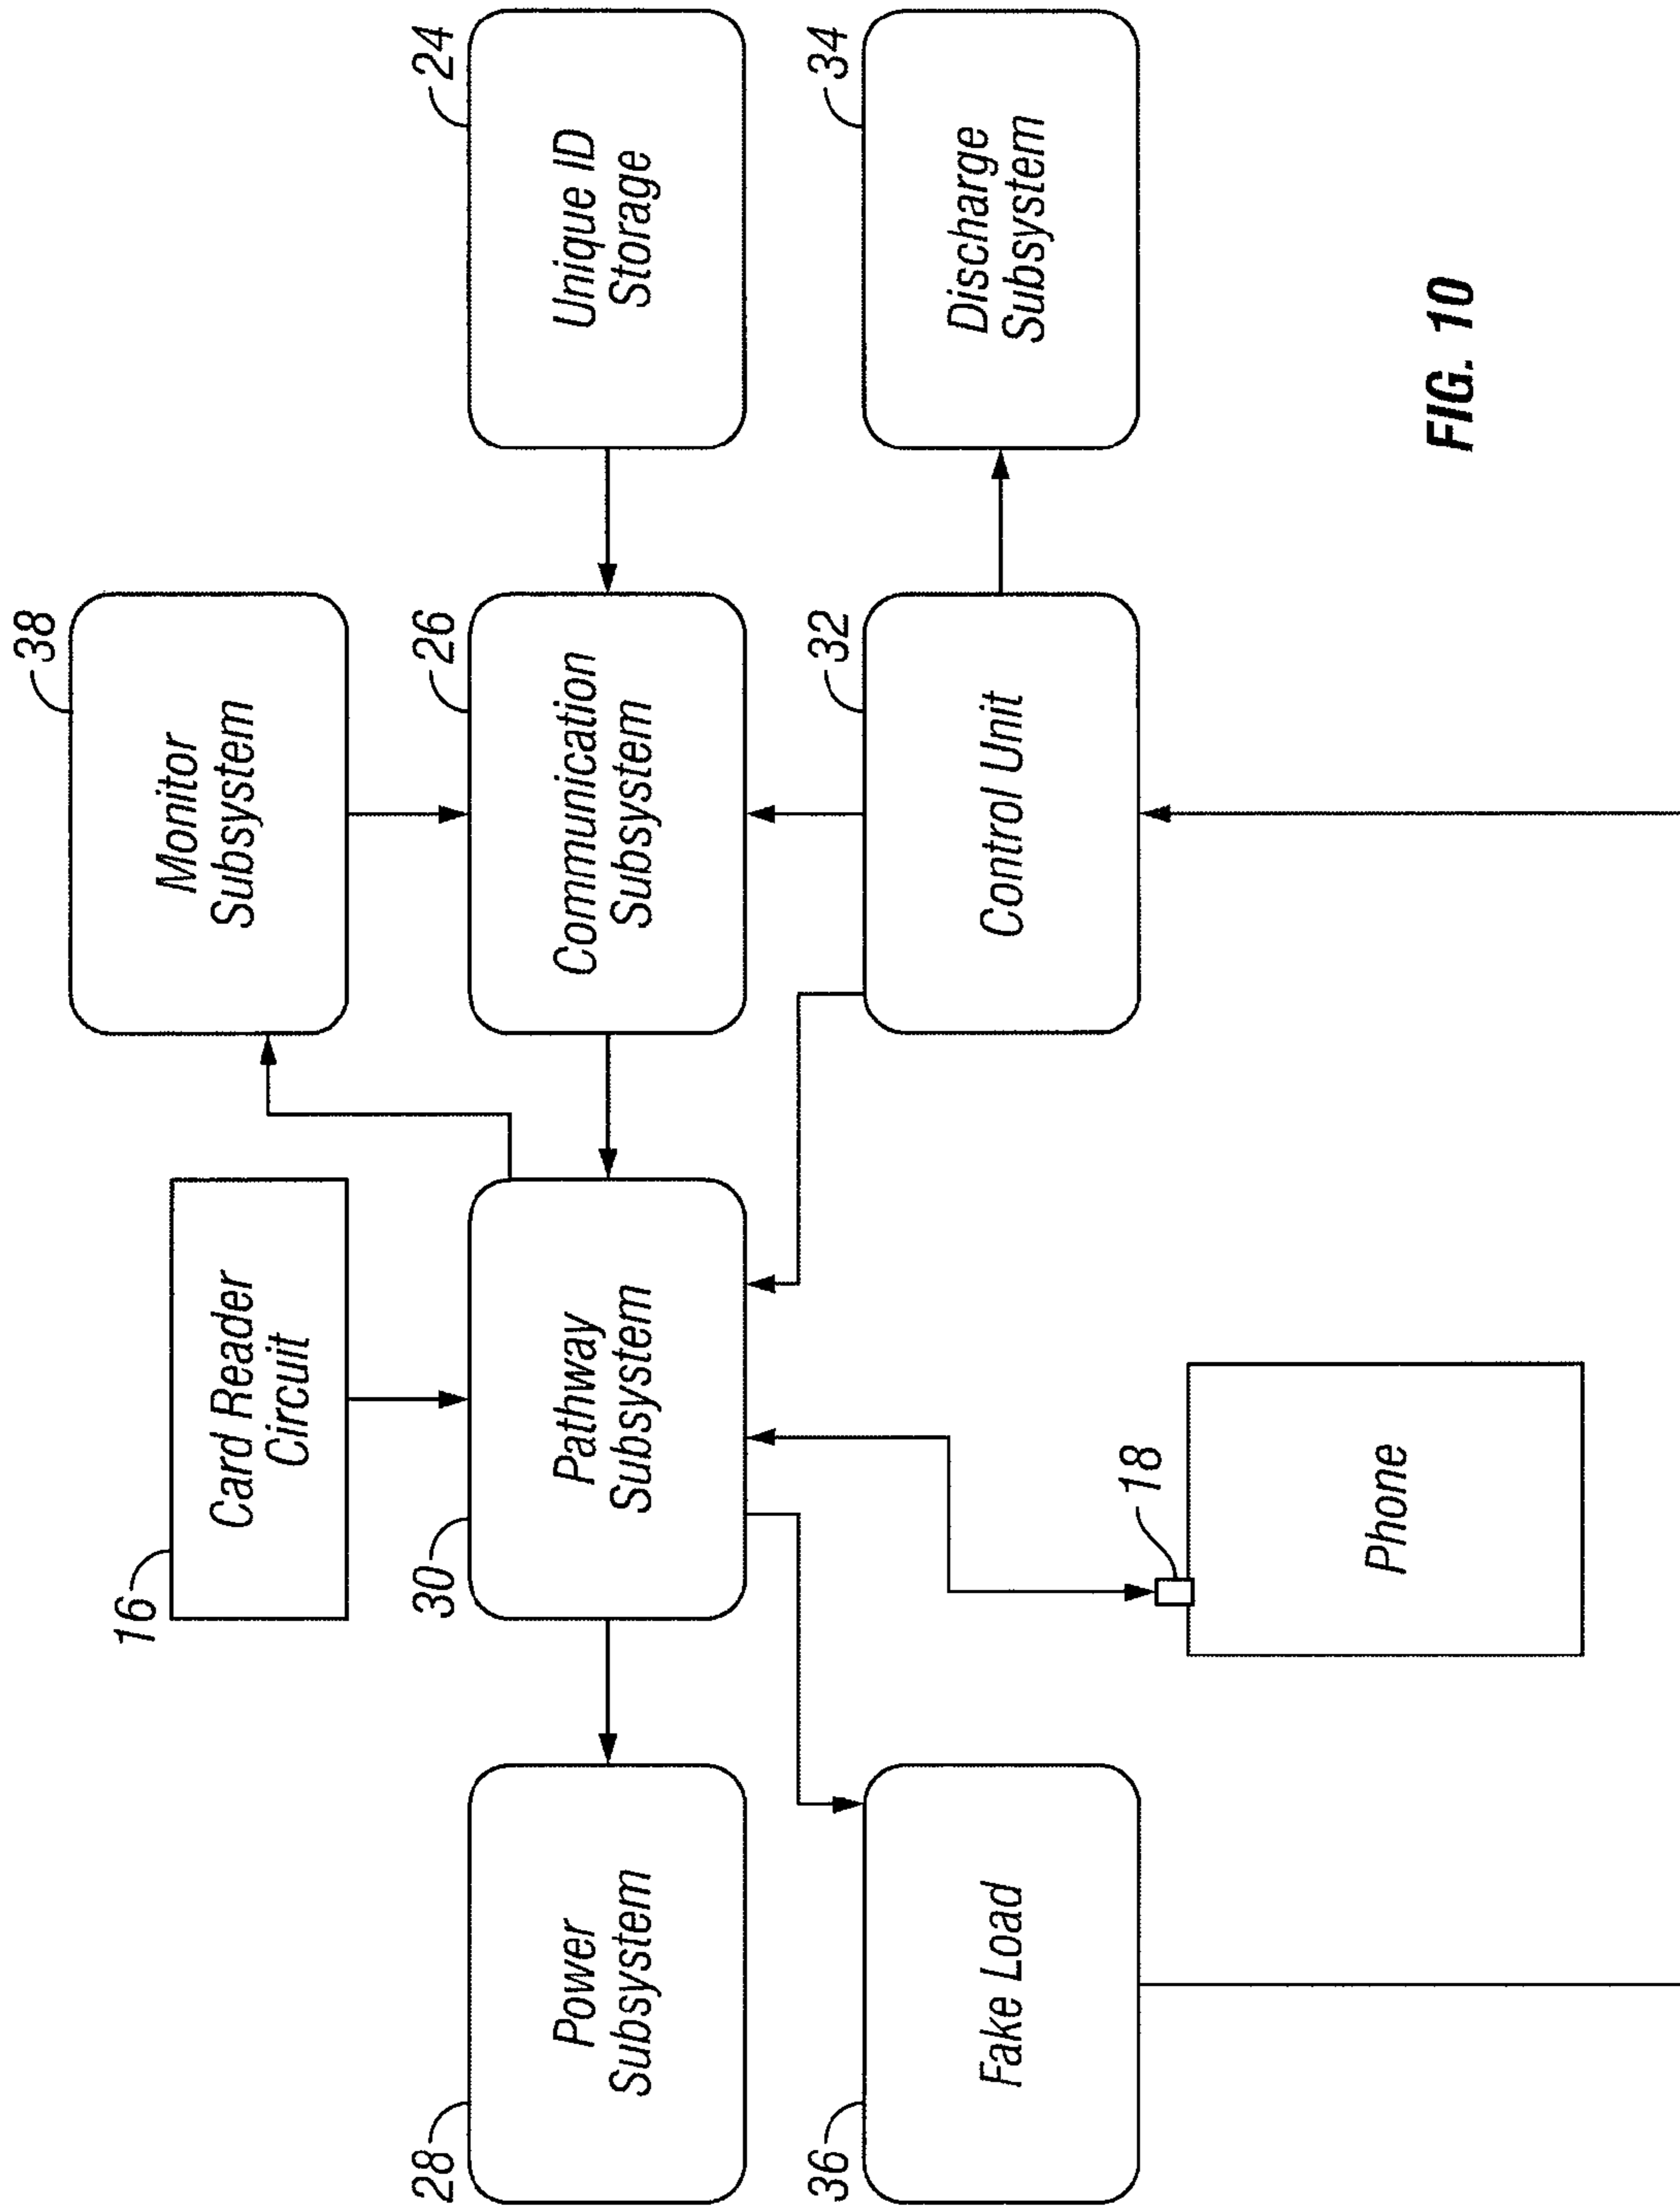 38
16
Card Reader
Circuit
Monitor
Subsystem
28
30
26
24
Power
Subsystem
Pathway
Subsystem
Communication
Subsystem
Unique ID
Storage
36
32
34
Fake Load
Control Unit
Discharge
Subsystem
18
Phone
FIG. 10